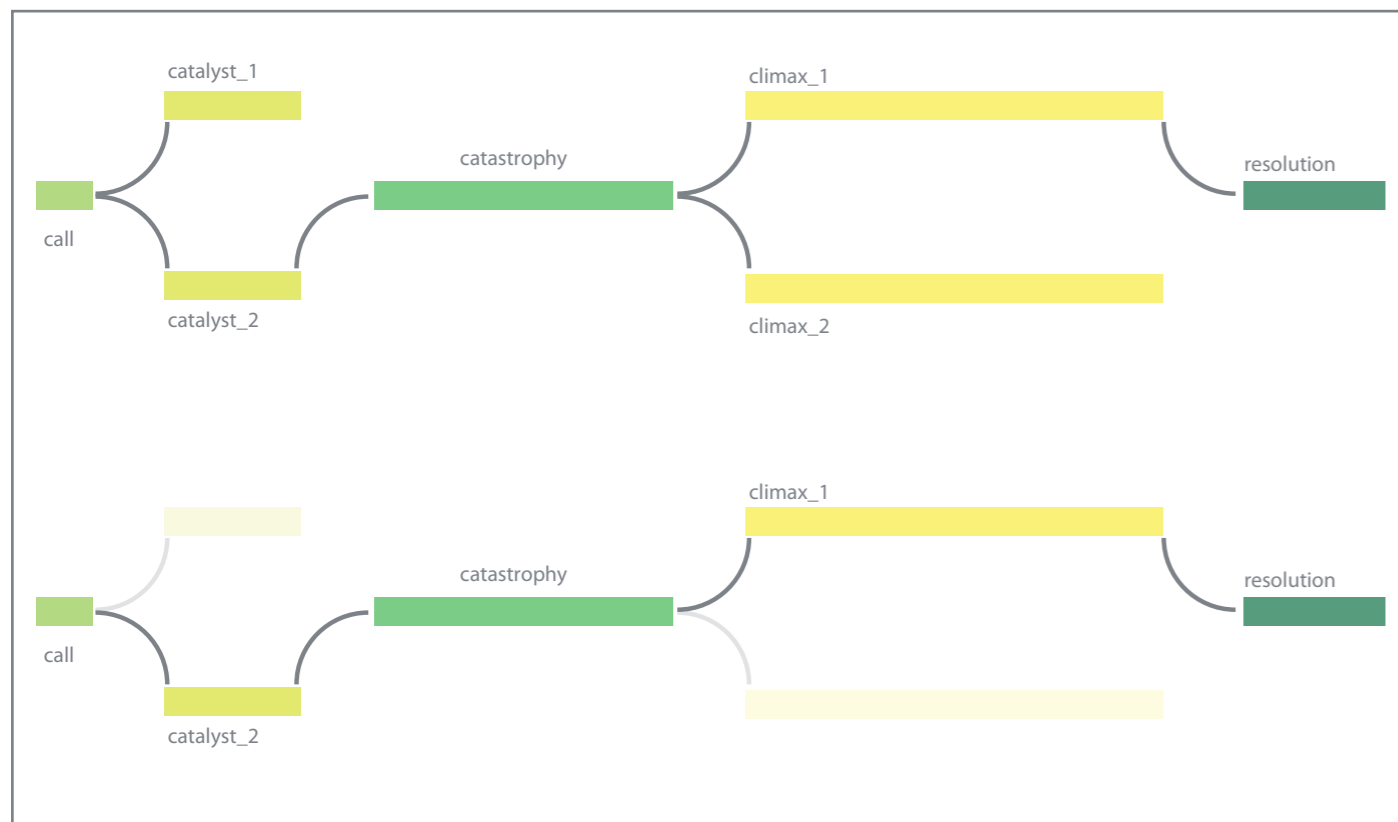 catalyst_1
climax_1
catastrophy
resolution
call
catalyst_2
climax_2
climax_1
catastrophy
resolution
call
catalyst_2